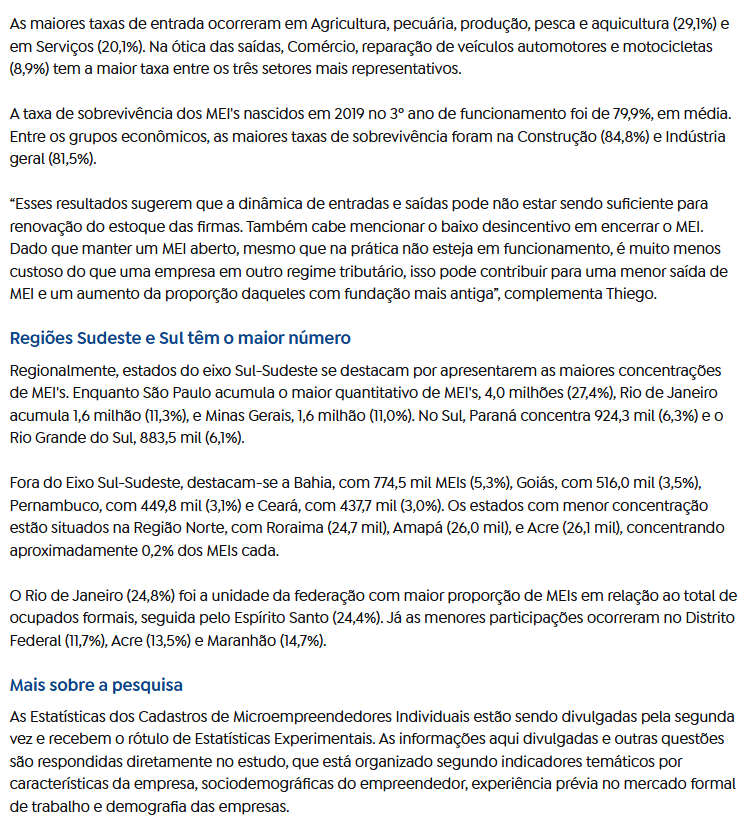 As maiores taxas de entrada ocorreram em Agricultura, pecuária, produção, pesca e aquicultura (29,1%) e
em Serviços (20,1%). Na ótica das saídas, Comércio, reparação de veículos automotores e motocicletas
(8,9%) tem a maior taxa entre os três setores mais representativos.
A taxa de sobrevivência dos MEI's nascidos em 2019 no 3º ano de funcionamento foi de 79,9%, em média.
Entre os grupos econômicos, as maiores taxas de sobrevivência foram na Construção (84,8%) e Indústria
geral (81,5%).
“Esses resultados sugerem que a dinâmica de entradas e saídas pode não estar sendo suficiente para
renovação do estoque das firmas. Também cabe mencionar o baixo desincentivo em encerrar o MEI.
Dado que manter um MEI aberto, mesmo que na prática não esteja em funcionamento, é muito menos
custoso do que uma empresa em outro regime tributário, isso pode contribuir para uma menor saída de
MEI e um aumento da proporção daqueles com fundação mais antiga”, complementa Thiego.
Regiões Sudeste e Sul têm o maior número
Regionalmente, estados do eixo Sul-Sudeste se destacam por apresentarem as maiores concentrações
de MEI's. Enquanto São Paulo acumula o maior quantitativo de MEI's, 4,0 milhões (27,4%), Rio de Janeiro
acumula 1,6 milhão (11,3%), e Minas Gerais, 1,6 milhão (11,0%). No Sul, Paraná concentra 924,3 mil (6,3%) e o
Rio Grande do Sul, 883,5 mil (6,1%).
Fora do Eixo Sul-Sudeste, destacam-se a Bahia, com 774,5 mil MEIs (5,3%), Goiás, com 516,0 mil (3,5%),
Pernambuco, com 449,8 mil (3,1%) e Ceará, com 437,7 mil (3,0%). Os estados com menor concentração
estão situados na Região Norte, com Roraima (24,7 mil), Amapá (26,0 mil), e Acre (26,1 mil), concentrando
aproximadamente 0,2% dos MEIs cada.
O Rio de Janeiro (24,8%) foi a unidade da federação com maior proporção de MEIs em relação ao total de
ocupados formais, seguida pelo Espírito Santo (24,4%). Já as menores participações ocorreram no Distrito
Federal (11,7%), Acre (13,5%) e Maranhão (14,7%).
Mais sobre a pesquisa
As Estatísticas dos Cadastros de Microempreendedores Individuais estão sendo divulgadas pela segunda
vez e recebem o rótulo de Estatísticas Experimentais. As informações aqui divulgadas e outras questões
são respondidas diretamente no estudo, que está organizado segundo indicadores temáticos por
características da empresa, sociodemográficas do empreendedor, experiência prévia no mercado formal
de trabalho e demografia das empresas.